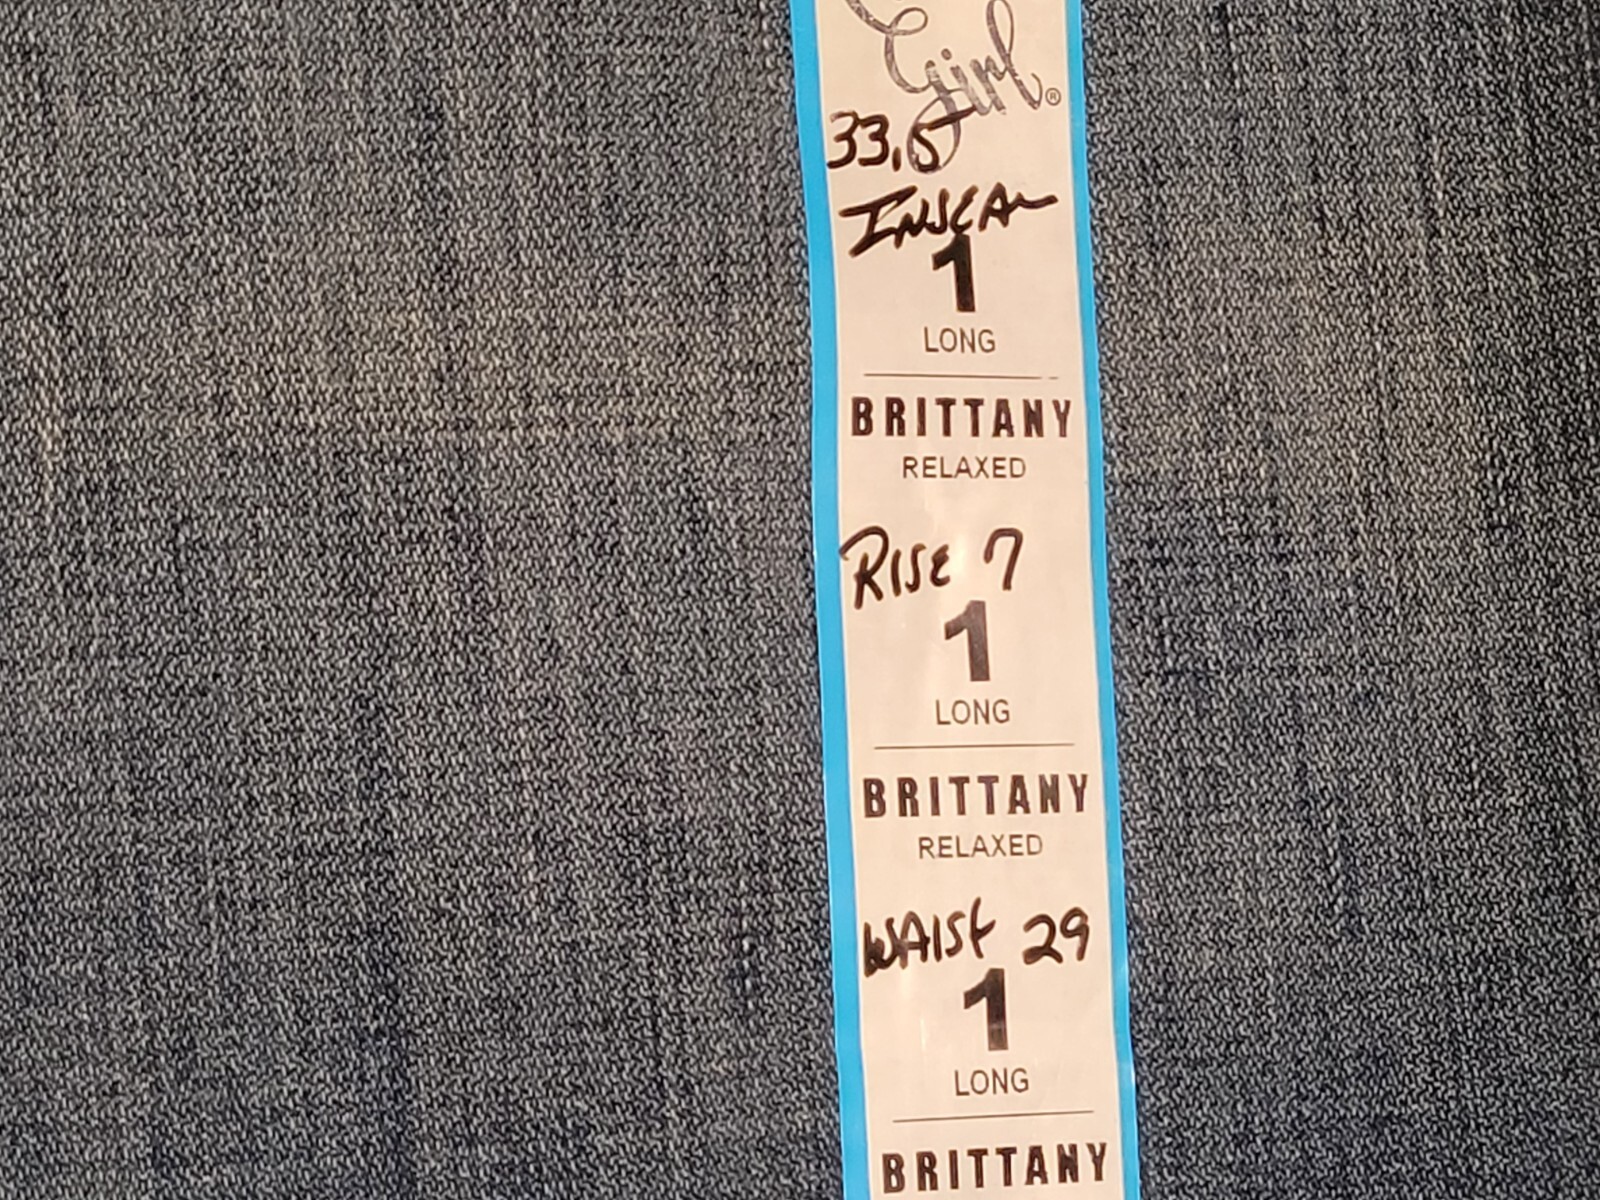 Girl®
33.5
INSEAM
1
LONG
BRITTANY
RELAXED
RISE 7
1
LONG
BRITTANY
RELAXED
WAIST 29
1
LONG
BRITTANY